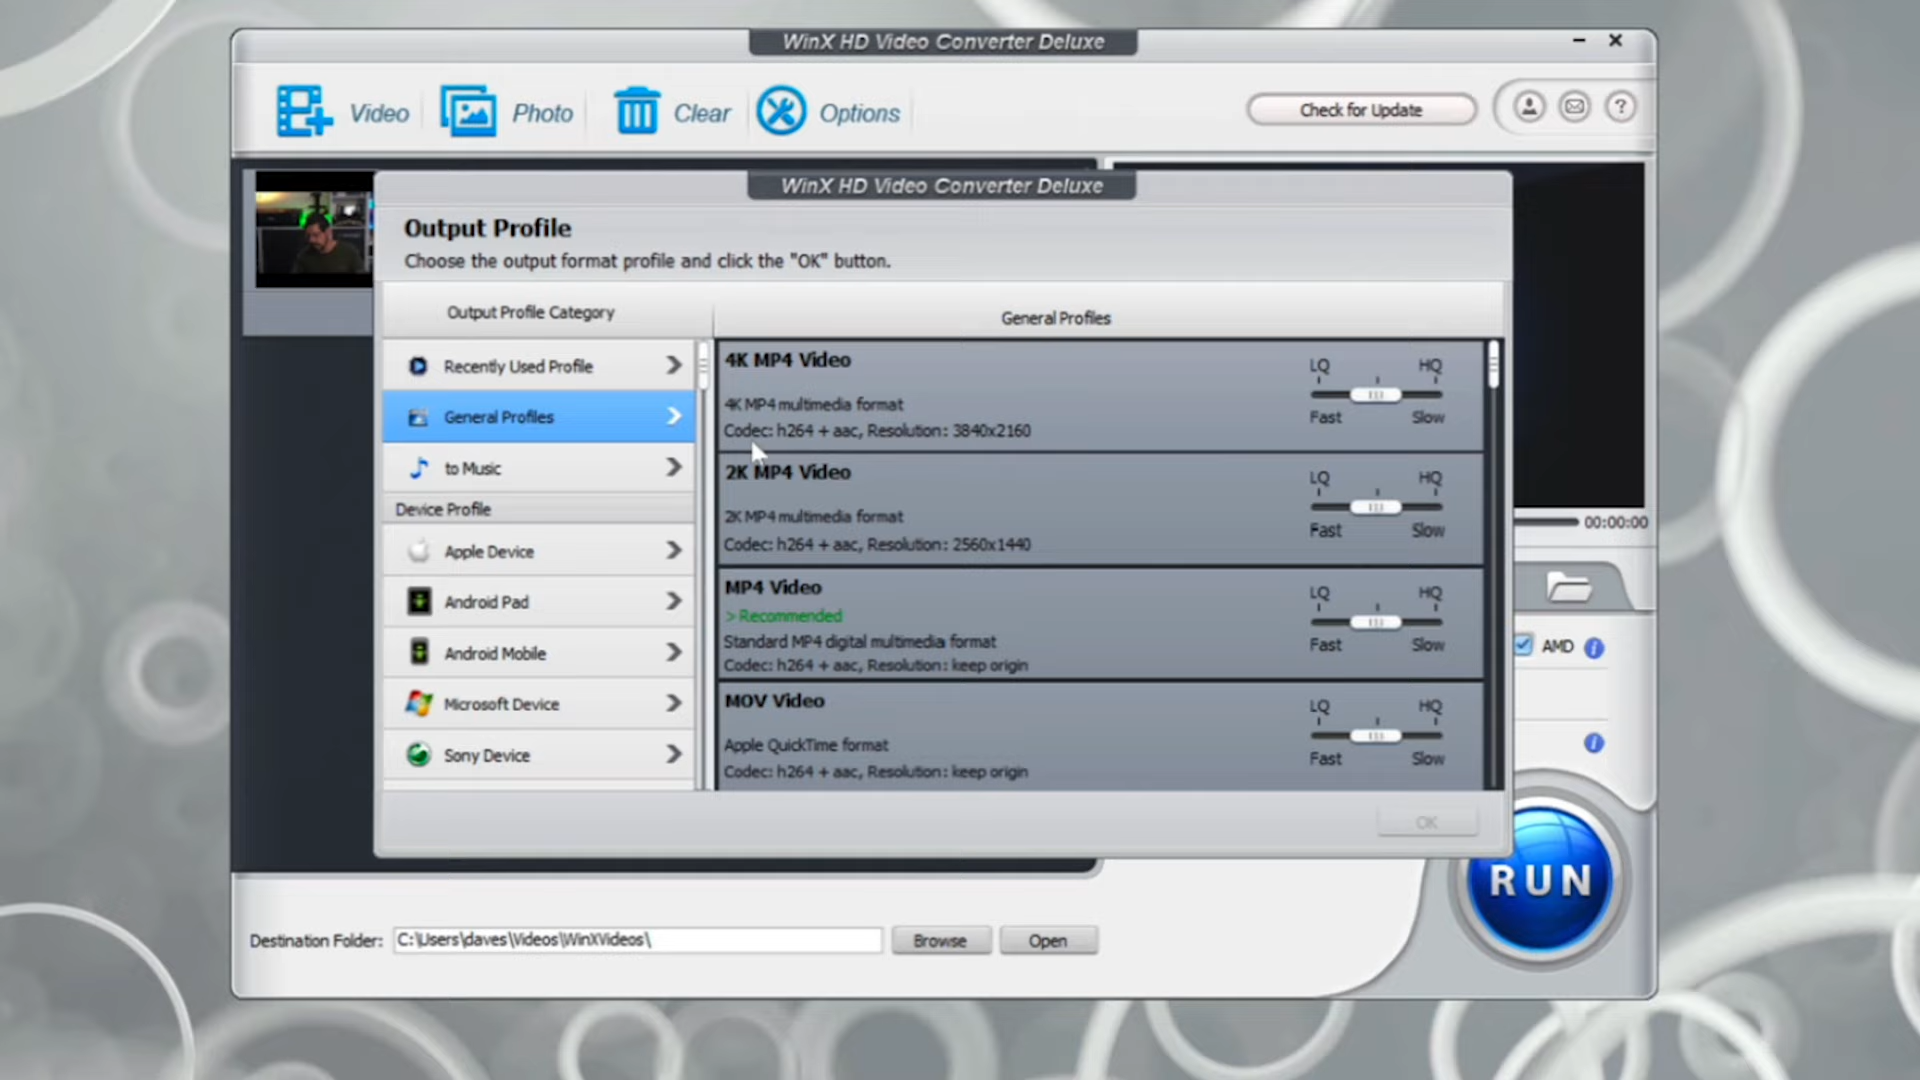 WinX HD Video Converter Deluxe
Video
Photo
Clear
Options
Check for Update
?
WinX HD Video Converter Deluxe
Output Profile
Choose the output format profile and click the "OK" button.
Output Profile Category
General Profiles
Recently Used Profile
General Profiles
to Music
Device Profile
Apple Device
Android Pad
Android Mobile
Microsoft Device
Sony Device
4K MP4 Video
4K MP4 multimedia format
Codec: h264 + aac, Resolution: 3840x2160
LQ HQ
Fast Slow
2K MP4 Video
2K MP4 multimedia format
Codec: h264 + aac, Resolution: 2560x1440
LQ HQ
Fast Slow
MP4 Video
> Recommended
Standard MP4 digital multimedia format
Codec: h264 + aac, Resolution: keep origin
LQ HQ
Fast Slow
MOV Video
Apple QuickTime format
Codec: h264 + aac, Resolution: keep origin
LQ HQ
Fast Slow
OK
00:00:00
AMD
RUN
Destination Folder: C:\Users\daves\Videos\WinXVideos\
Browse
Open